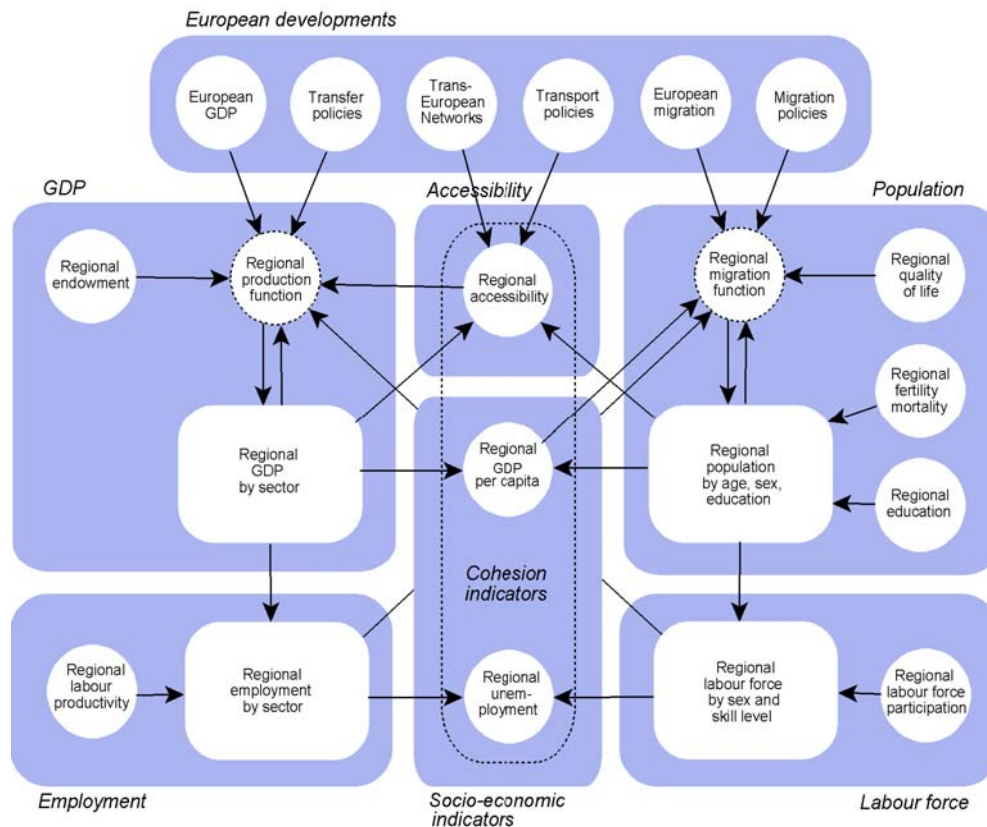 European developments
European
GDP
Transfer
policies
Trans-
European
Networks
Transport
policies
European
migration
Migration
policies
GDP
Accessibility
Population
Regional
endowment
Regional
production
function
Regional
accessibility
Regional
migration
function
Regional
quality
of life
Regional
fertility
mortality
Regional
GDP
by sector
Regional
GDP
per capita
Regional
population
by age, sex,
education
Regional
education
Cohesion
indicators
Regional
labour
productivity
Regional
employment
by sector
Regional
unem-
ployment
Regional
labour force
by sex and
skill level
Regional
labour force
participation
Employment
Socio-economic
indicators
Labour force